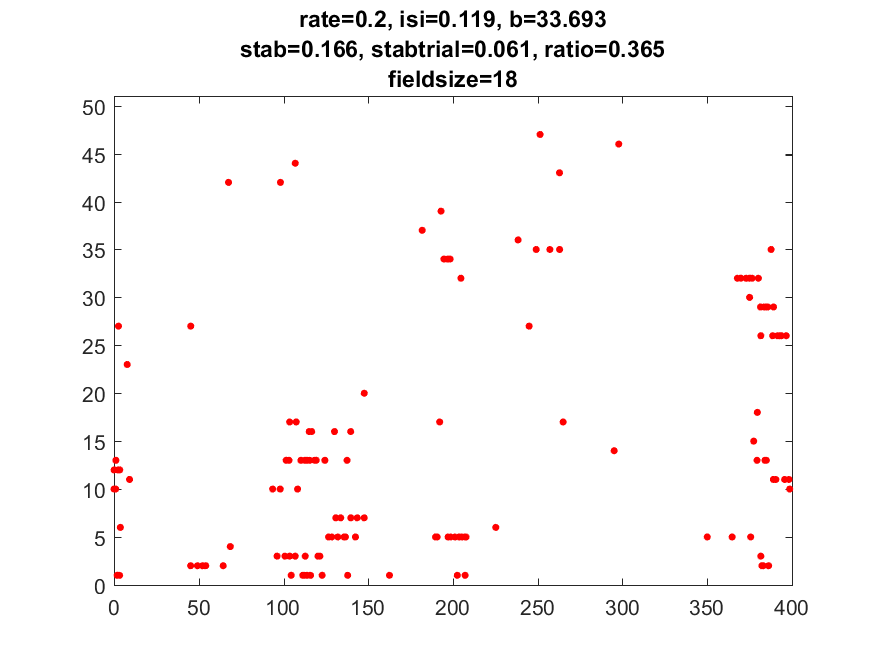 rate=0.2, isi=0.119, b=33.693
stab=0.166, stabtrial=0.061, ratio=0.365
fieldsize=18
50
45
40
35
30
25
20
15
10
5
0
0 50 100 150 200 250 300 350 400